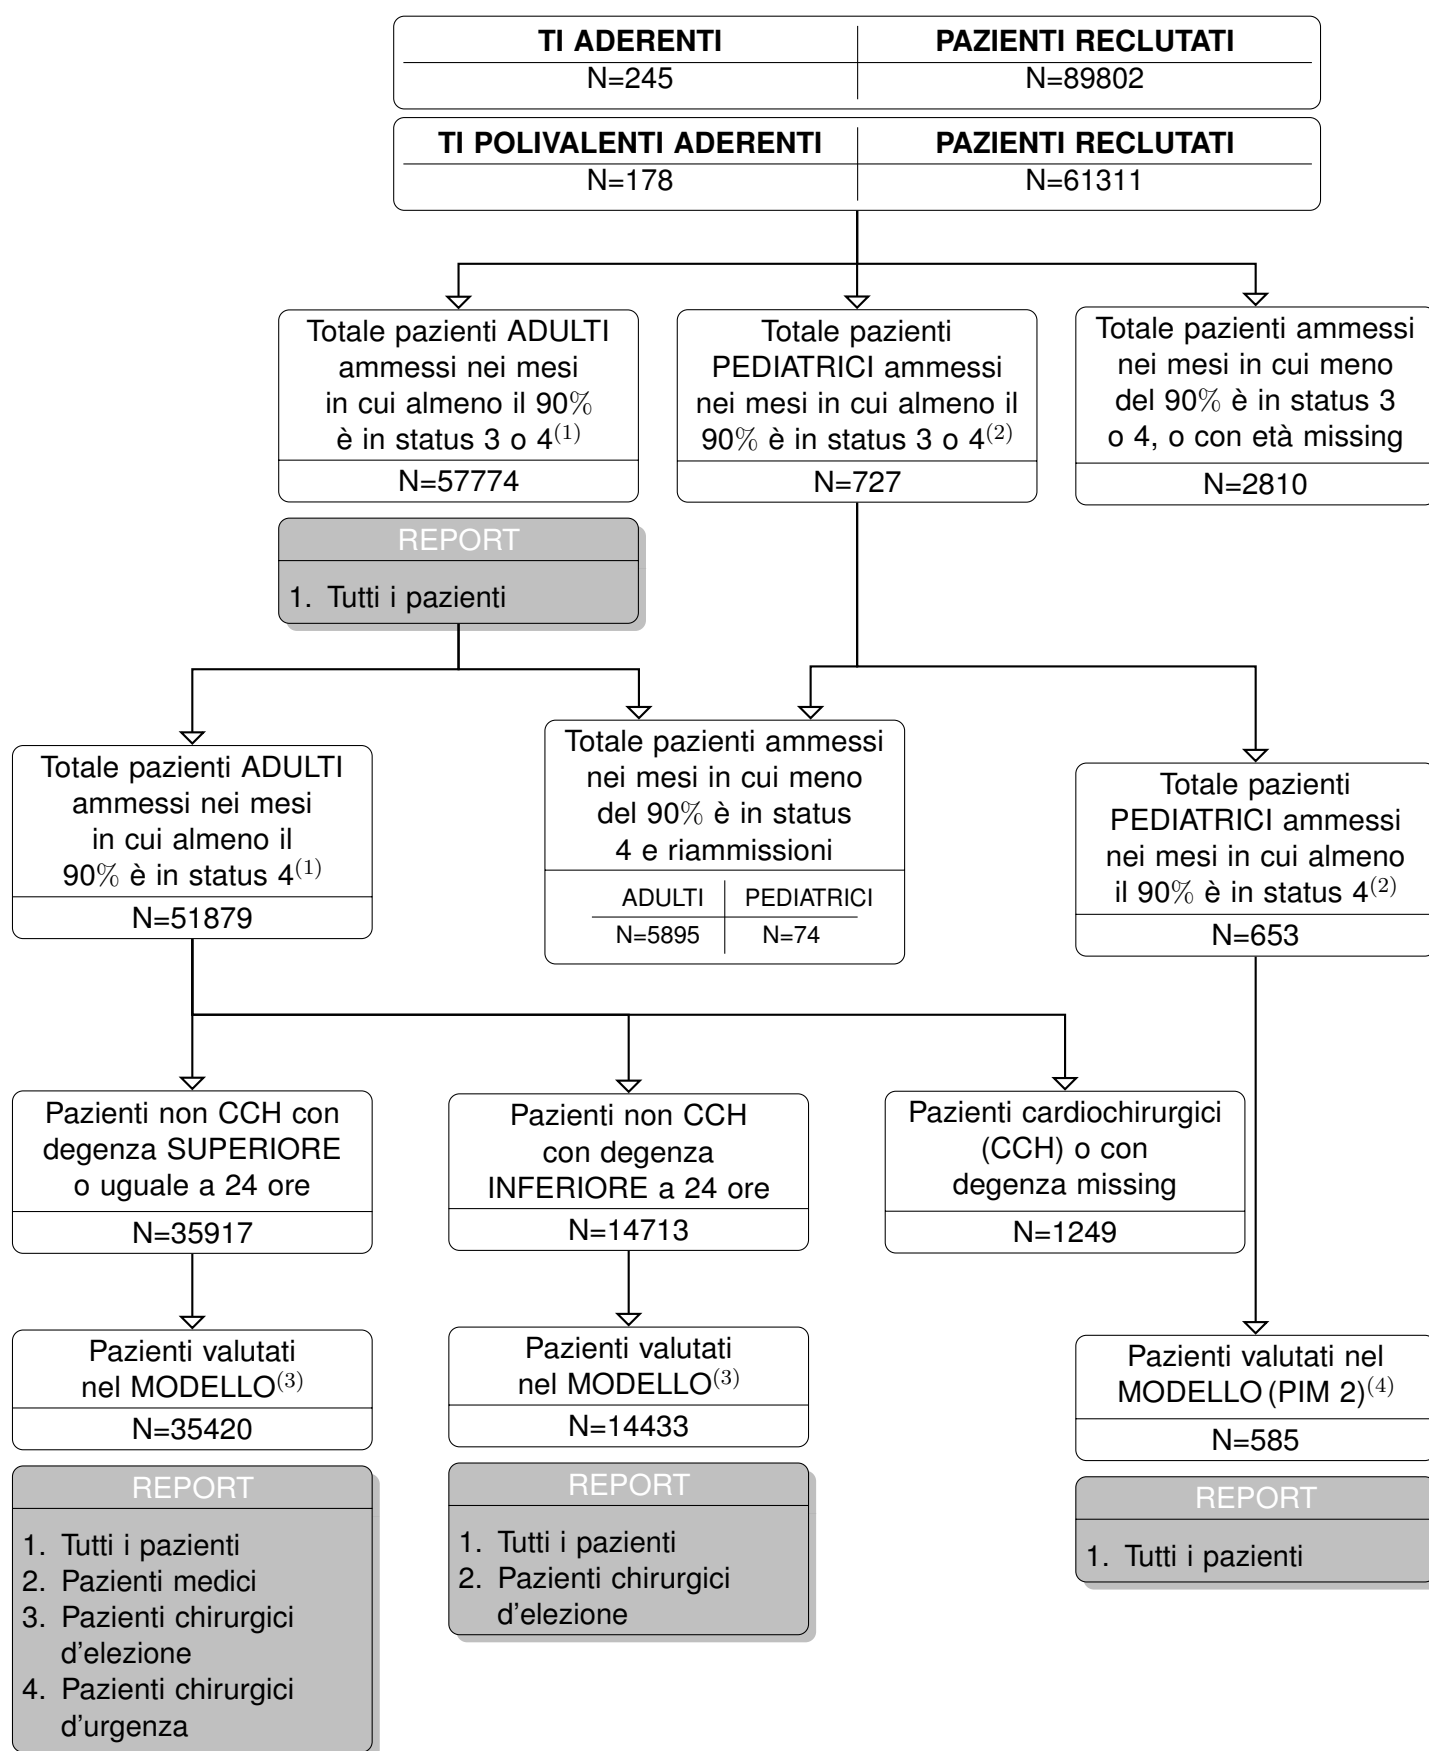 TI ADERENTI PAZIENTI RECLUTATI
N=245 N=89802
TI POLIVALENTI ADERENTI PAZIENTI RECLUTATI
N=178 N=61311
Totale pazienti ADULTI
ammessi nei mesi
in cui almeno il 90%
è in status 3 o 4(1)
N=57774
Totale pazienti
PEDIATRICI ammessi
nei mesi in cui almeno il
90% è in status 3 o 4(2)
N=727
Totale pazienti ammessi
nei mesi in cui meno
del 90% è in status 3
o 4, o con età missing
N=2810
REPORT
1. Tutti i pazienti
Totale pazienti ADULTI
ammessi nei mesi
in cui almeno il
90% è in status 4(1)
N=51879
Totale pazienti ammessi
nei mesi in cui meno
del 90% è in status
4 e riammissioni
ADULTI PEDIATRICI
N=5895 N=74
Totale pazienti
PEDIATRICI ammessi
nei mesi in cui almeno
il 90% è in status 4(2)
N=653
Pazienti non CCH con
degenza SUPERIORE
o uguale a 24 ore
N=35917
Pazienti non CCH
con degenza
INFERIORE a 24 ore
N=14713
Pazienti cardiochirurgici
(CCH) o con
degenza missing
N=1249
Pazienti valutati
nel MODELLO(3)
N=35420
Pazienti valutati
nel MODELLO(3)
N=14433
Pazienti valutati nel
MODELLO (PIM 2)(4)
N=585
REPORT
1. Tutti i pazienti
2. Pazienti medici
3. Pazienti chirurgici
d'elezione
4. Pazienti chirurgici
d'urgenza
REPORT
1. Tutti i pazienti
2. Pazienti chirurgici
d'elezione
REPORT
1. Tutti i pazienti